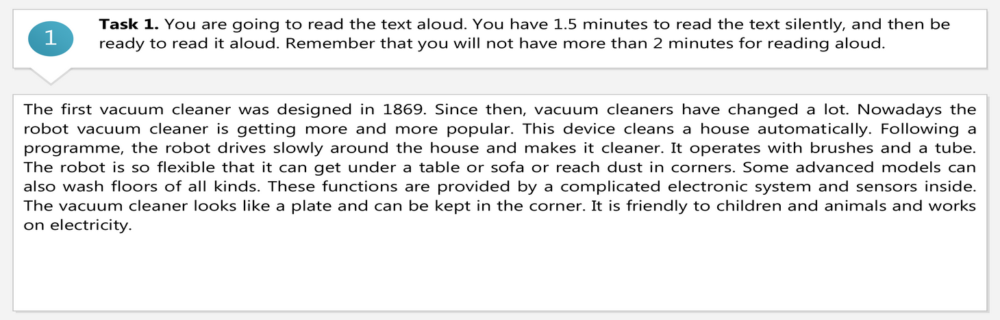 1
Task 1. You are going to read the text aloud. You have 1.5 minutes to read the text silently, and then be
ready to read it aloud. Remember that you will not have more than 2 minutes for reading aloud.
The first vacuum cleaner was designed in 1869. Since then, vacuum cleaners have changed a lot. Nowadays the
robot vacuum cleaner is getting more and more popular. This device cleans a house automatically. Following a
programme, the robot drives slowly around the house and makes it cleaner. It operates with brushes and a tube.
The robot is so flexible that it can get under a table or sofa or reach dust in corners. Some advanced models can
also wash floors of all kinds. These functions are provided by a complicated electronic system and sensors inside.
The vacuum cleaner looks like a plate and can be kept in the corner. It is friendly to children and animals and works
on electricity.